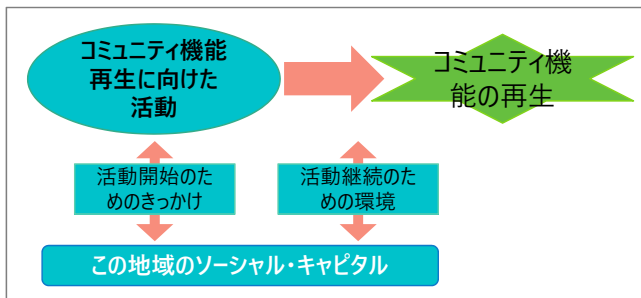 コミュニティ機能
再生に向けた
活動
コミュニティ機
能の再生
活動開始のた
めのきっかけ
活動継続のた
めの環境
この地域のソーシャル・キャピタル